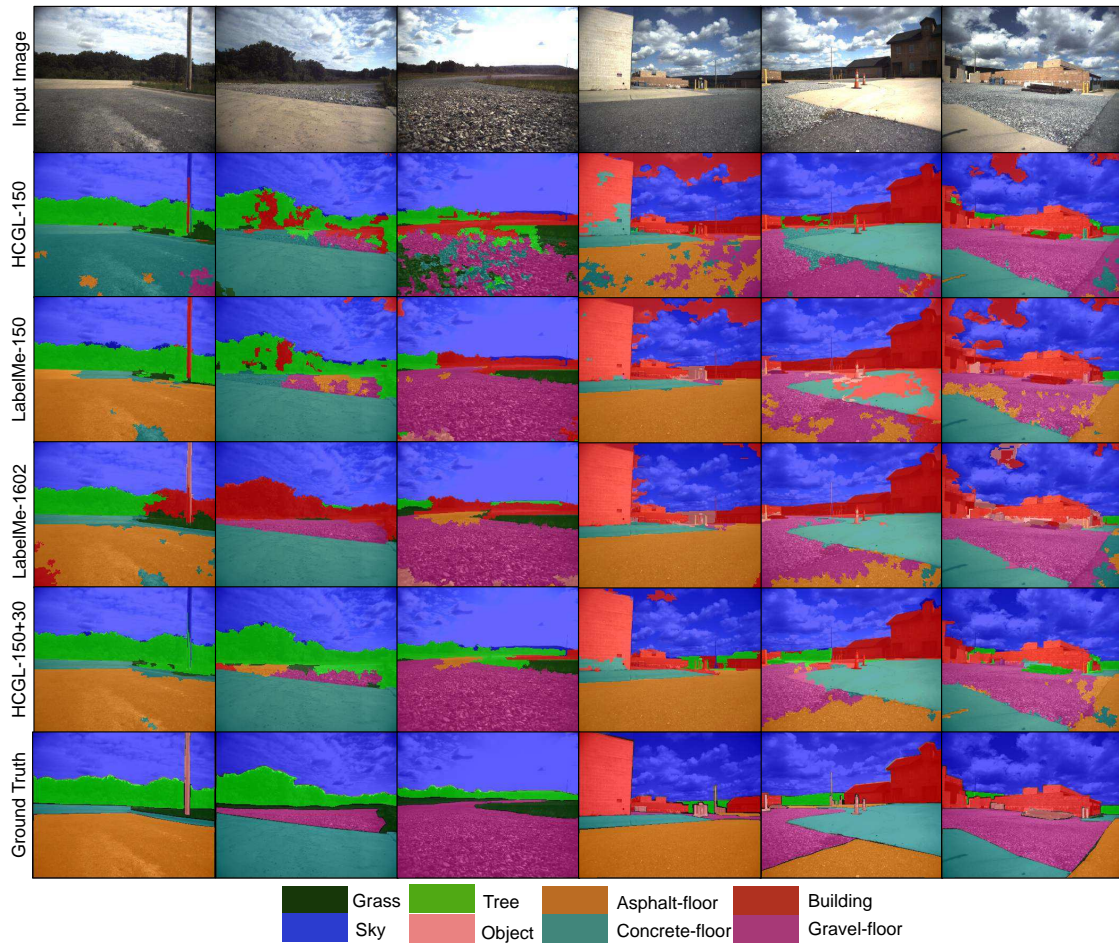 Input Image
HCGL-150
LabelMe-150
LabelMe-1602
HCGL-150+30
Ground Truth
Grass
Tree
Asphalt-floor
Building
Sky
Object
Concrete-floor
Gravel-floor